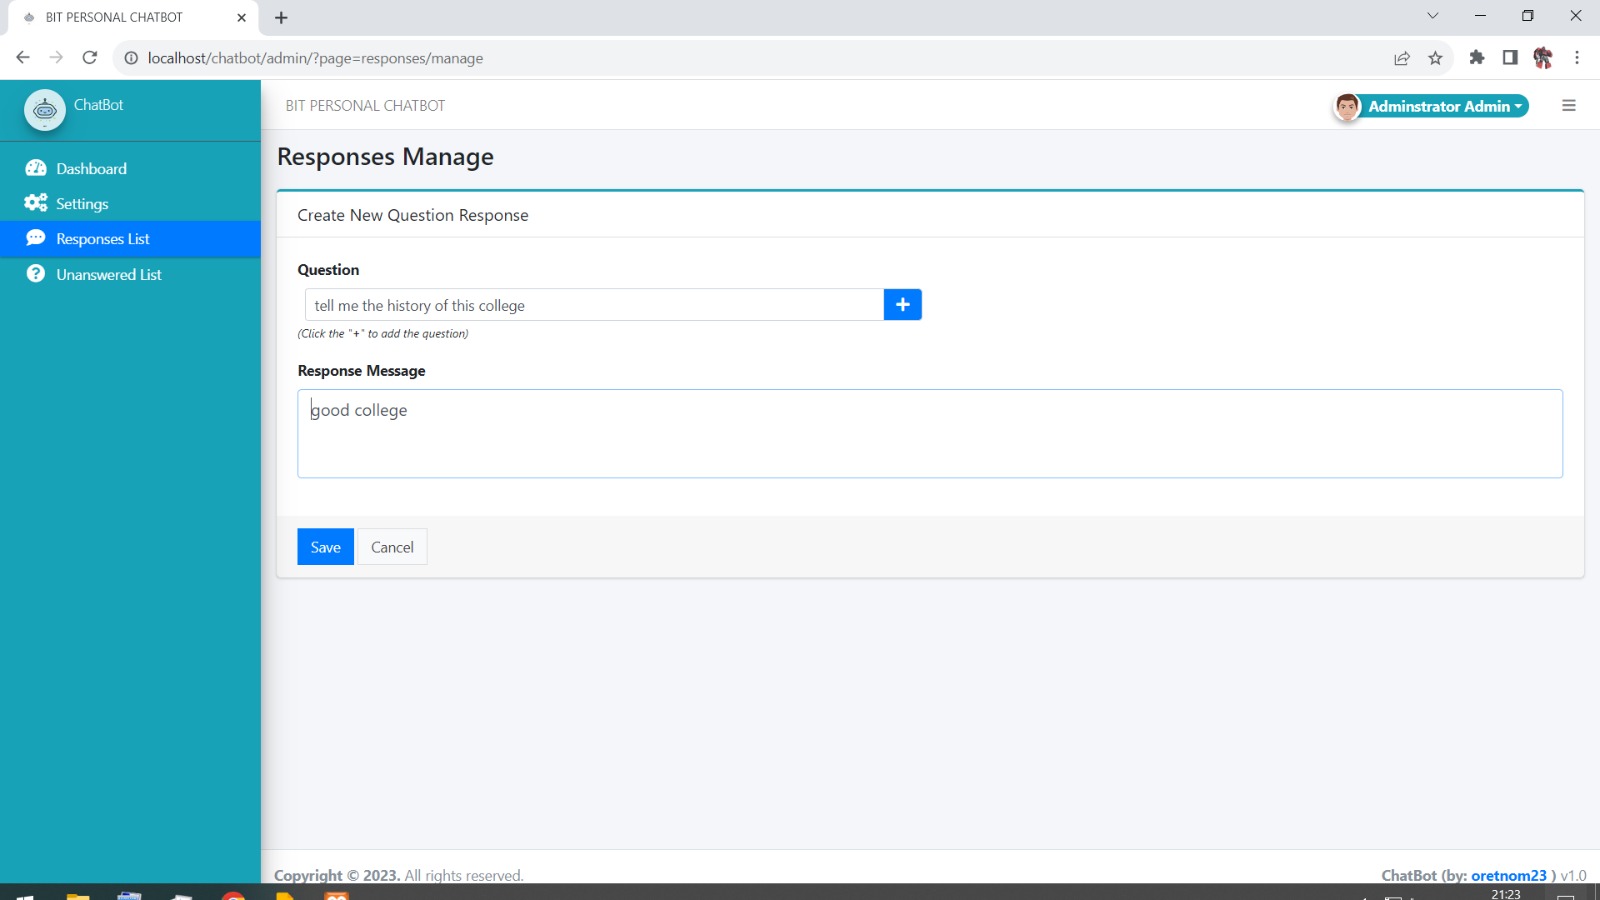 BIT PERSONAL CHATBOT
localhost/chatbot/admin/?page=responses/manage
ChatBot
BIT PERSONAL CHATBOT
Adminstrator Admin
Responses Manage
Dashboard
Settings
Responses List
Unanswered List
Create New Question Response
Question
tell me the history of this college
(Click the "+" to add the question)
Response Message
good college
Save
Cancel
Copyright © 2023. All rights reserved.
ChatBot (by: oretnom23 ) v1.0
21:23